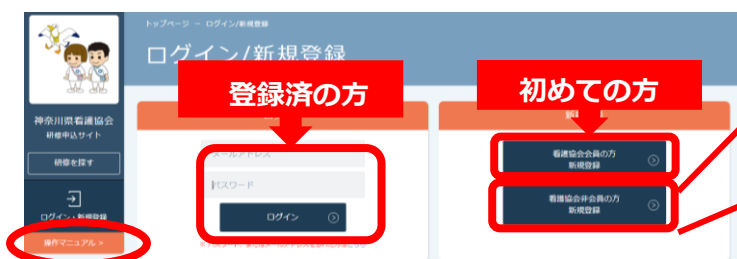 トップページ − ログイン/新規登録
ログイン/新規登録
登録済の方
初めての方
神奈川県看護協会
研修申込サイト
研修を探す
ログイン・新規登録
操作マニュアル >
メールアドレス
パスワード
ログイン
看護協会会員の方
新規登録
看護協会非会員の方
新規登録